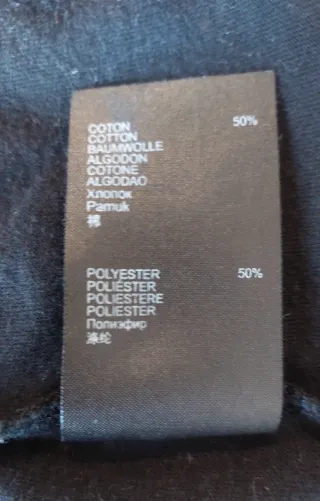 COTON 50%
COTTON
BAUMWOLLE
ALGODON
COTONE
ALGODAO
Хлопок
Pamuk
棉
POLYESTER 50%
POLIÉSTER
POLIESTERE
POLIESTER
Полиэфир
涤纶